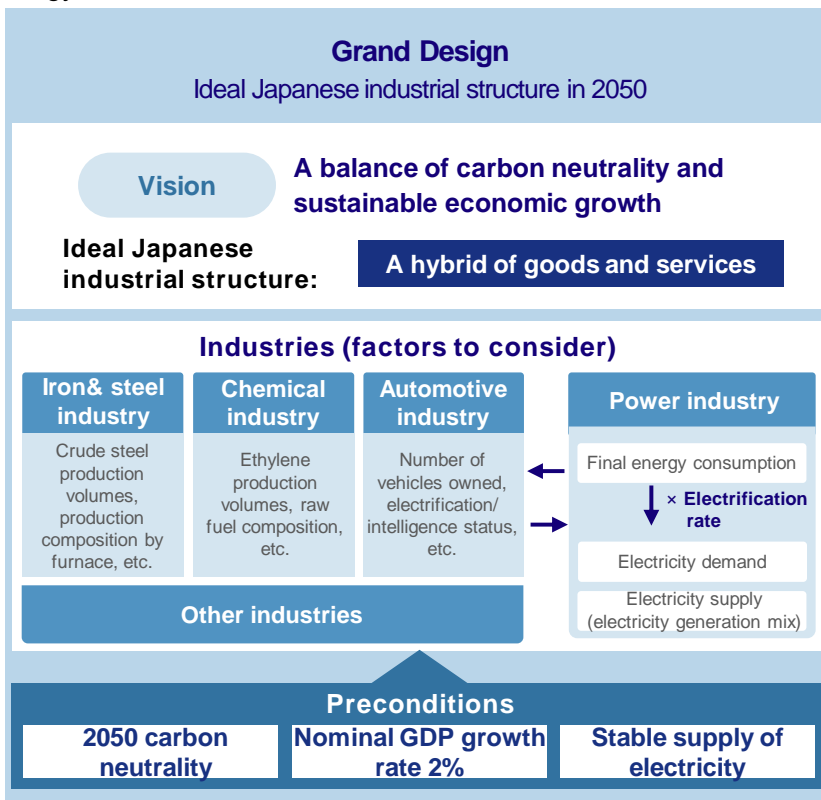 Grand Design
Ideal Japanese industrial structure in 2050
Vision
A balance of carbon neutrality and
sustainable economic growth
Ideal Japanese
industrial structure:
A hybrid of goods and services
Industries (factors to consider)
Iron& steel
industry
Crude steel
production
volumes,
production
composition by
furnace, etc.
Chemical
industry
Ethylene
production
volumes, raw
fuel composition,
etc.
Automotive
industry
Number of
vehicles owned,
electrification/
intelligence status,
etc.
Power industry
Final energy consumption
× Electrification
rate
Electricity demand
Electricity supply
(electricity generation mix)
Other industries
Preconditions
2050 carbon
neutrality
Nominal GDP growth
rate 2%
Stable supply of
electricity